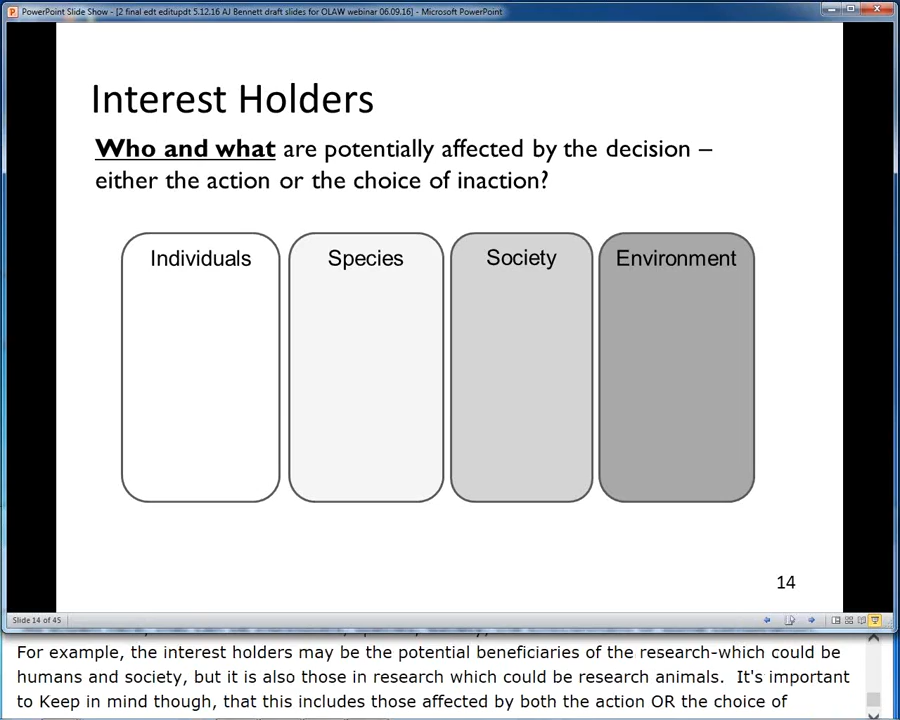 PowerPoint Slide Show - [2 final edt editupdt 5.12.16 AJ Bennett draft slides for OLAW webinar 06.09.16] - Microsoft PowerPoint
Interest Holders
Who and what are potentially affected by the decision –
either the action or the choice of inaction?
Individuals
Species
Society
Environment
14
Slide 14 of 45
For example, the interest holders may be the potential beneficiaries of the research-which could be
humans and society, but it is also those in research which could be research animals.  It's important
to Keep in mind though, that this includes those affected by both the action OR the choice of